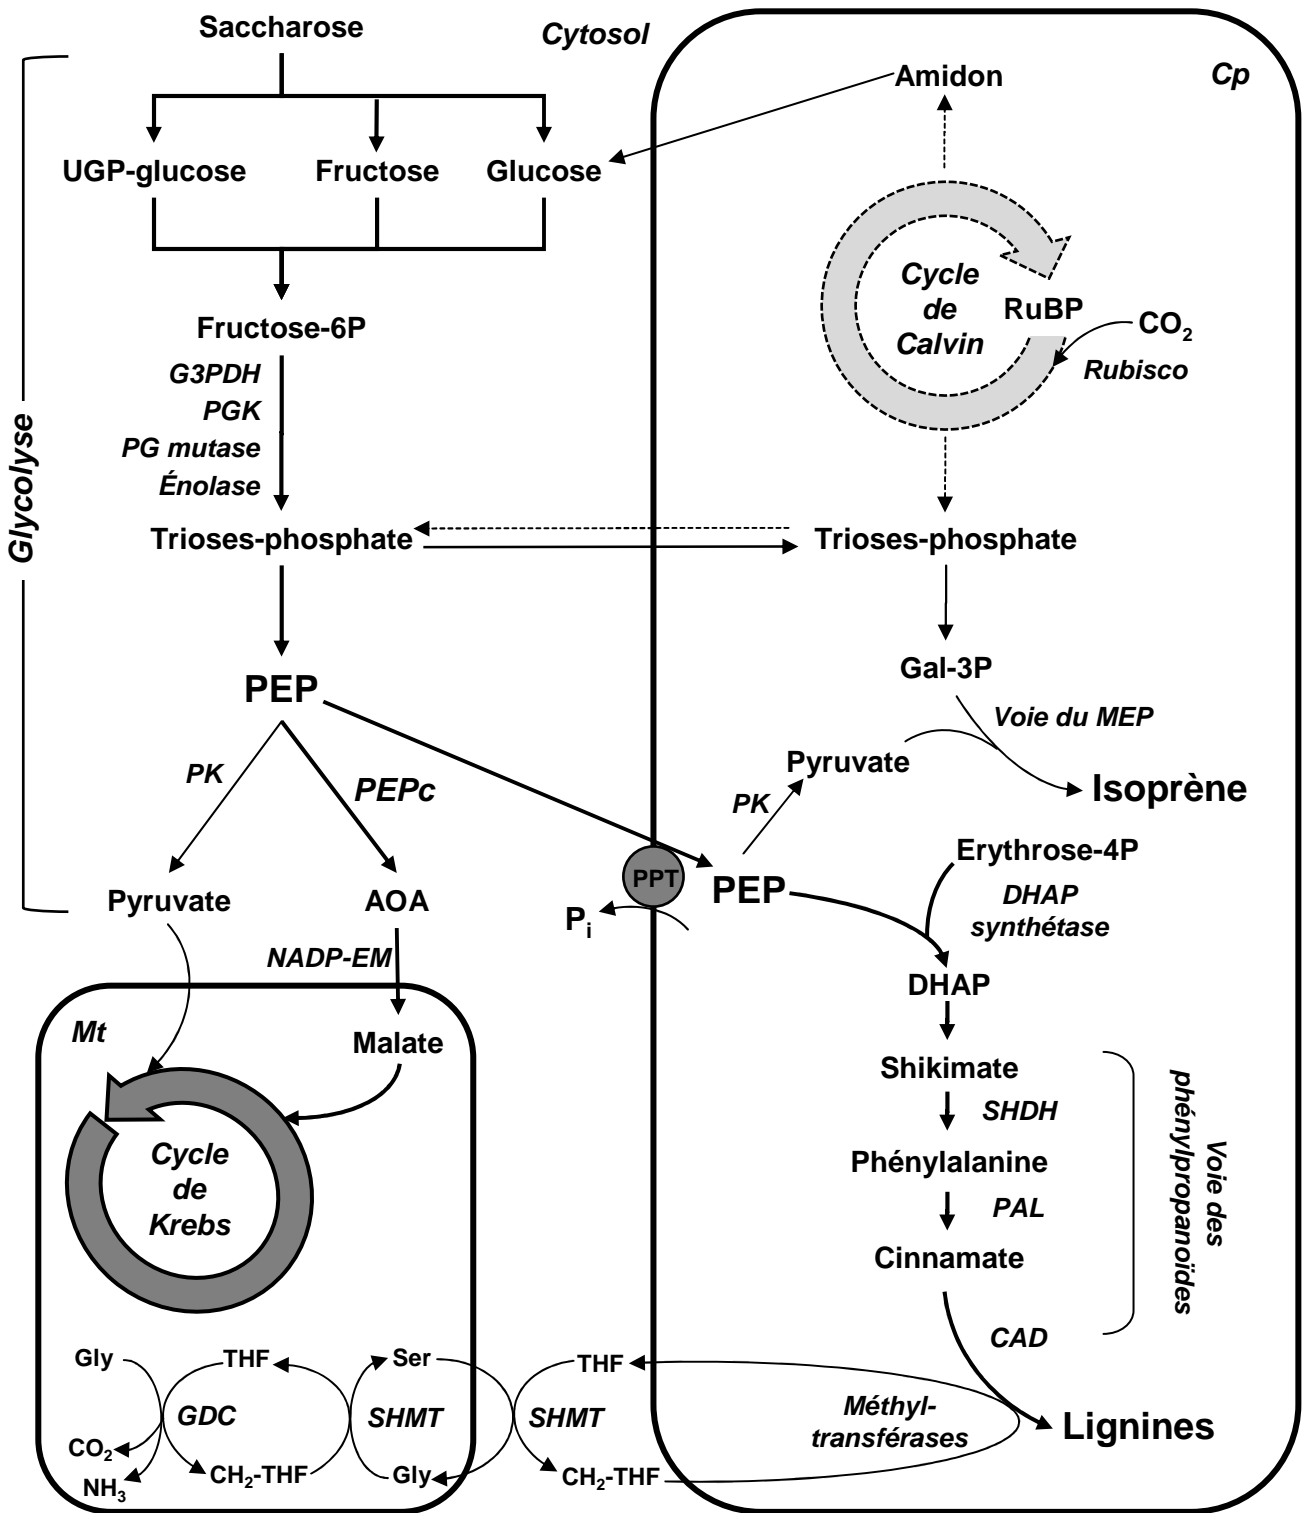 Saccharose
Cytosol
Cp
Amidon
UGP-glucose
Fructose
Glucose
Cycle
de
Calvin
RuBP
CO2
Rubisco
Fructose-6P
G3PDH
PGK
PG mutase
Énolase
Glycolyse
Trioses-phosphate
Trioses-phosphate
Gal-3P
PEP
Voie du MEP
Pyruvate
Isoprène
PK
PEPc
PK
Erythrose-4P
PPT
PEP
DHAP
synthétase
Pyruvate
AOA
Pi
NADP-EM
DHAP
Mt
Malate
Shikimate
SHDH
Voie des
phénylpropanoïdes
Cycle
de
Krebs
Phénylalanine
PAL
Cinnamate
CAD
Gly
THF
Ser
THF
GDC
SHMT
SHMT
Méthyl-
transférases
Lignines
CO2
NH3
CH2-THF
Gly
CH2-THF